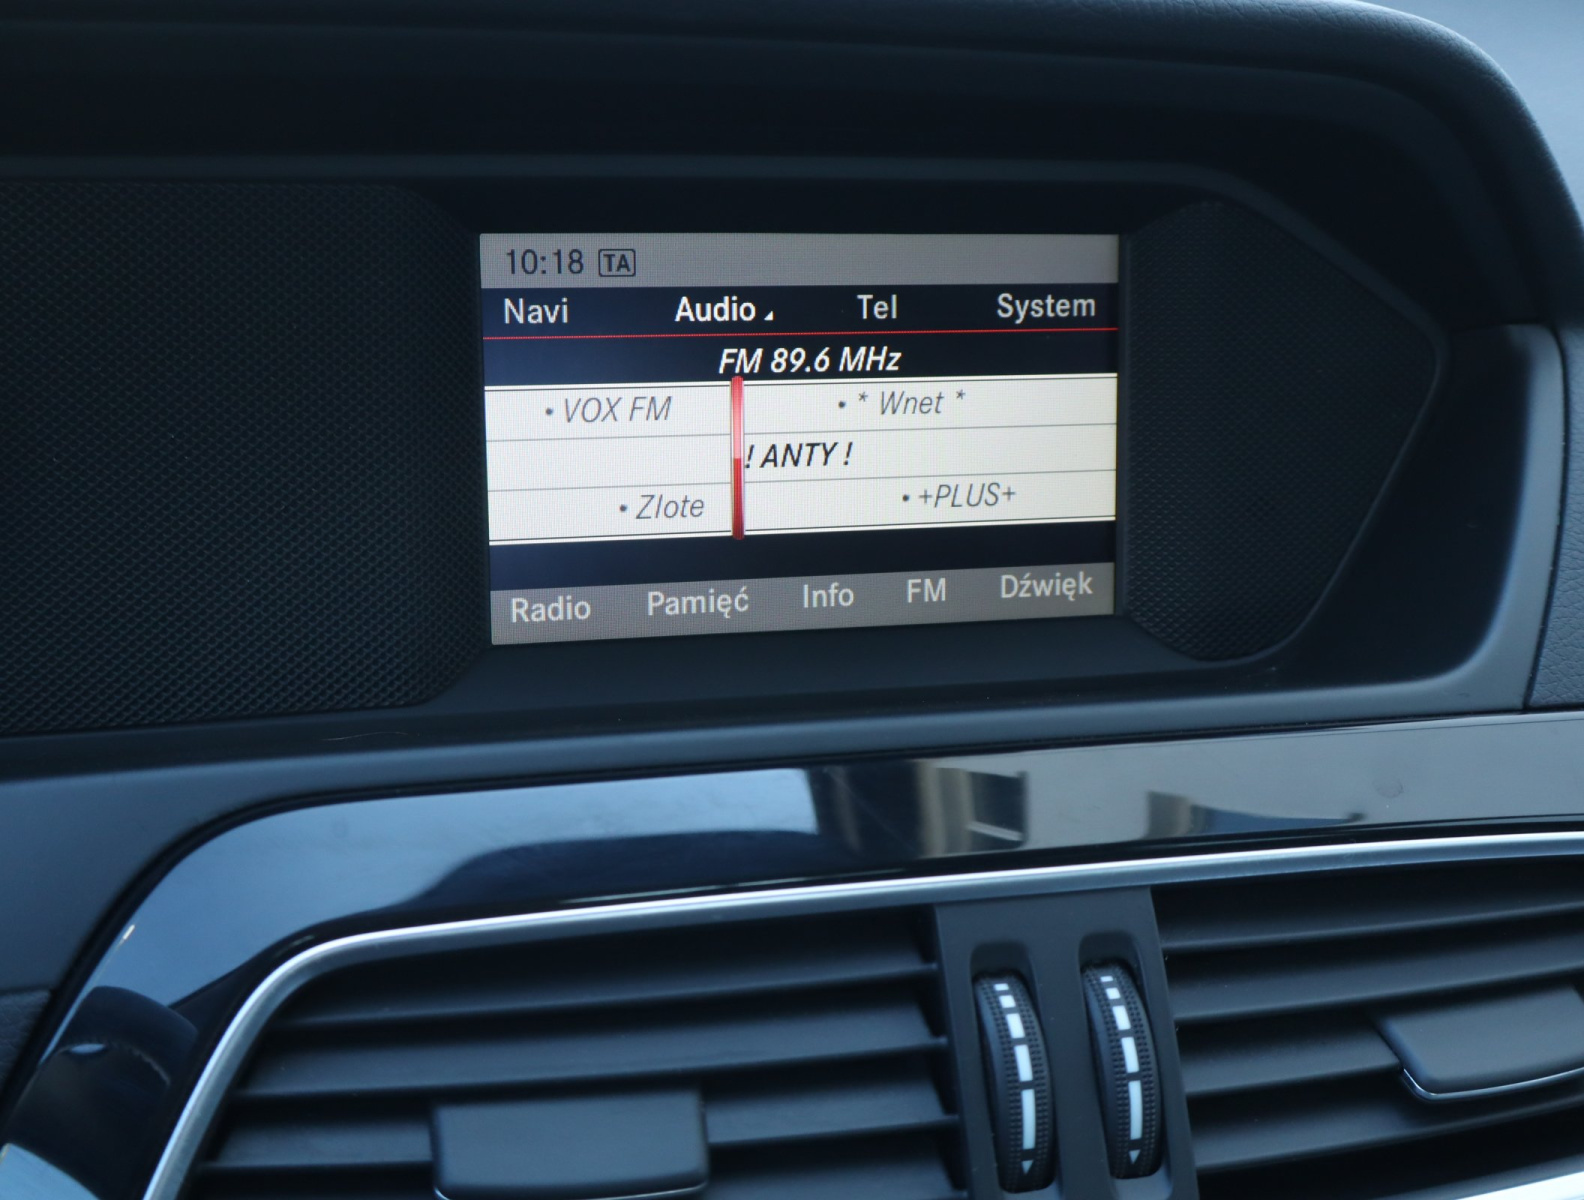 10:18 TA
Navi Audio Tel System
FM 89.6 MHz
• VOX FM • * Wnet *
! ANTY !
• Zlote • +PLUS+
Radio Pamięć Info FM Dźwięk